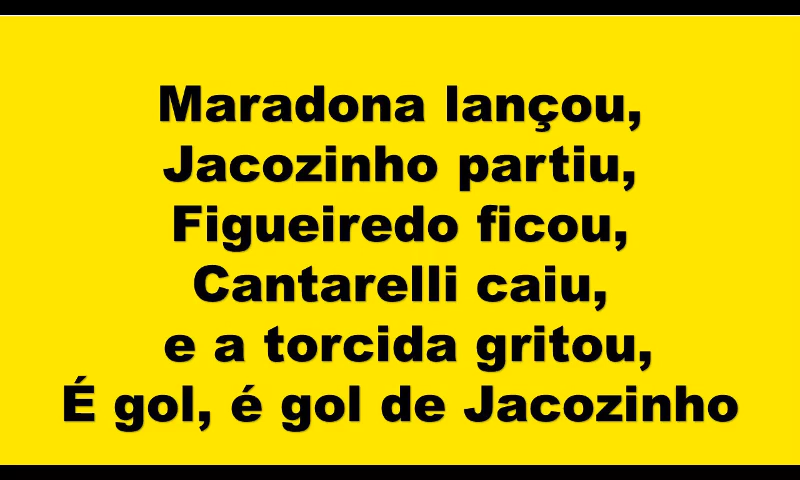 Maradona lançou,
Jacozinho partiu,
Figueiredo ficou,
Cantarelli caiu,
e a torcida gritou,
É gol, é gol de Jacozinho